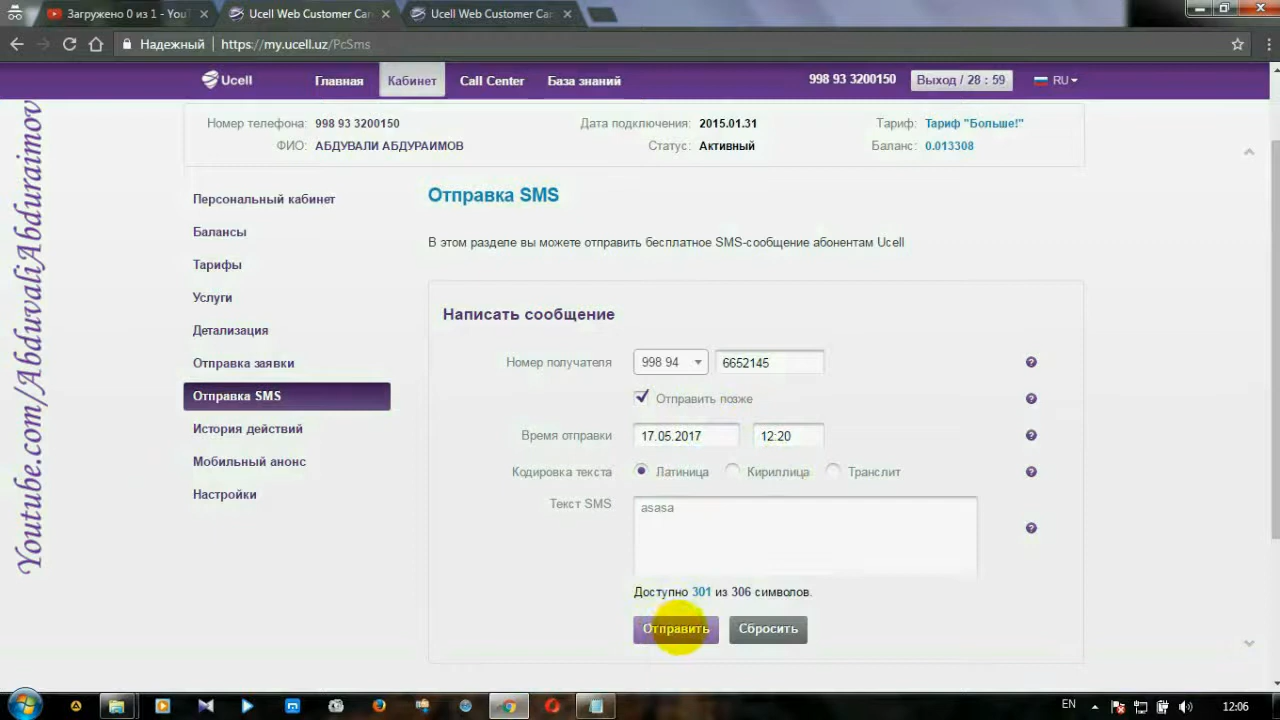 Загружено 0 из 1 - YouT
Ucell Web Customer Car
Ucell Web Customer Car
Надежный
https://my.ucell.uz/PcSms
Ucell
Главная
Кабинет
Call Center
База знаний
998 93 3200150
Выход / 28 : 59
RU
Номер телефона: 998 93 3200150
Дата подключения: 2015.01.31
Тариф: Тариф "Больше!"
ФИО: АБДУВАЛИ АБДУРАИМОВ
Статус: Активный
Баланс: 0.013308
Youtube.com/AbduvaliAbduraimov
Персональный кабинет
Балансы
Тарифы
Услуги
Детализация
Отправка заявки
Отправка SMS
История действий
Мобильный анонс
Настройки
Отправка SMS
В этом разделе вы можете отправить бесплатное SMS-сообщение абонентам Ucell
Написать сообщение
Номер получателя 998 94 6652145
Отправить позже
Время отправки 17.05.2017 12:20
Кодировка текста Латиница Кириллица Транслит
Текст SMS asasa
Доступно 301 из 306 символов.
Отправить
Сбросить
EN
12:06